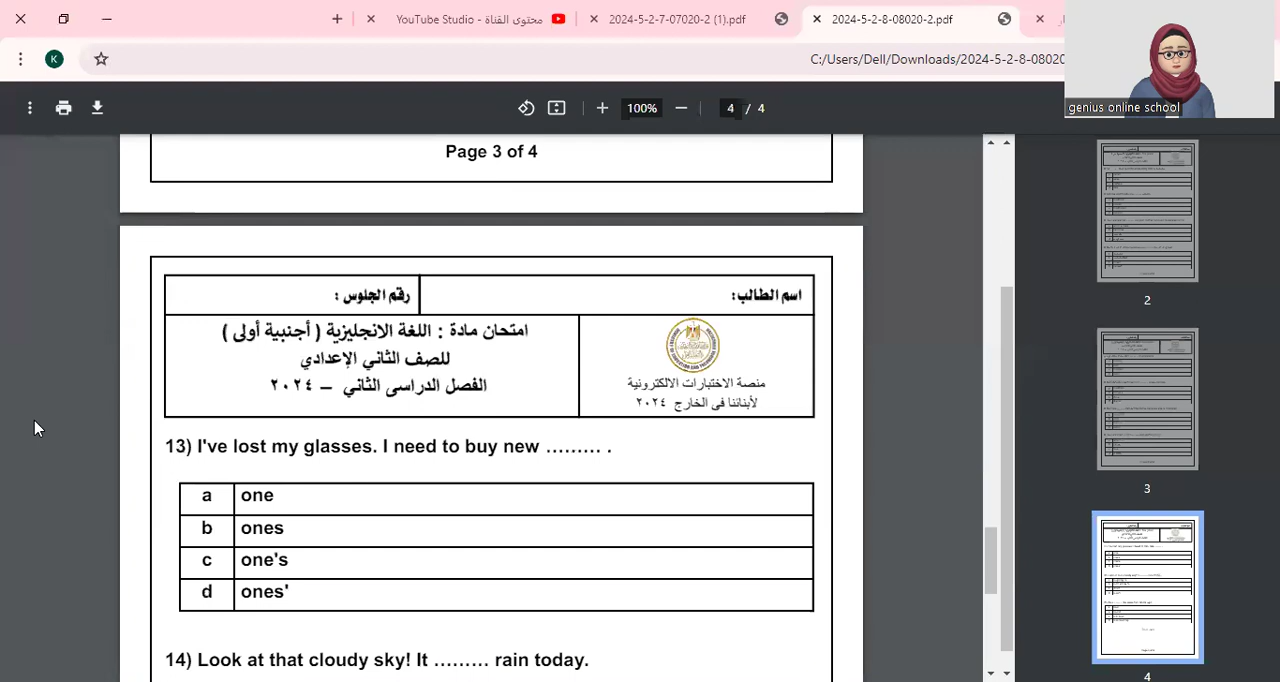 YouTube Studio - محتوى القناة
2024-5-2-7-07020-2 (1).pdf
2024-5-2-8-08020-2.pdf
K
C:/Users/Dell/Downloads/2024-5-2-8-0802
genius online school
100%
4 / 4
Page 3 of 4
اسم الطالب:
رقم الجلوس :
امتحان مادة : اللغة الانجليزية ( أجنبية أولى )
للصف الثاني الإعدادي
الفصل الدراسى الثاني – ٢٠٢٤
منصة الاختبارات الالكترونية
لأبنائنا فى الخارج ٢٠٢٤
13) I've lost my glasses. I need to buy new ......... .
a one
b ones
c one's
d ones'
14) Look at that cloudy sky! It ......... rain today.
2
3
4